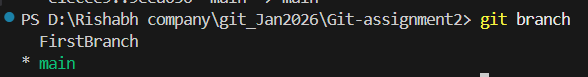 PS D:\Rishabh company\git_Jan2026\Git-assignment2> git branch
FirstBranch
* main